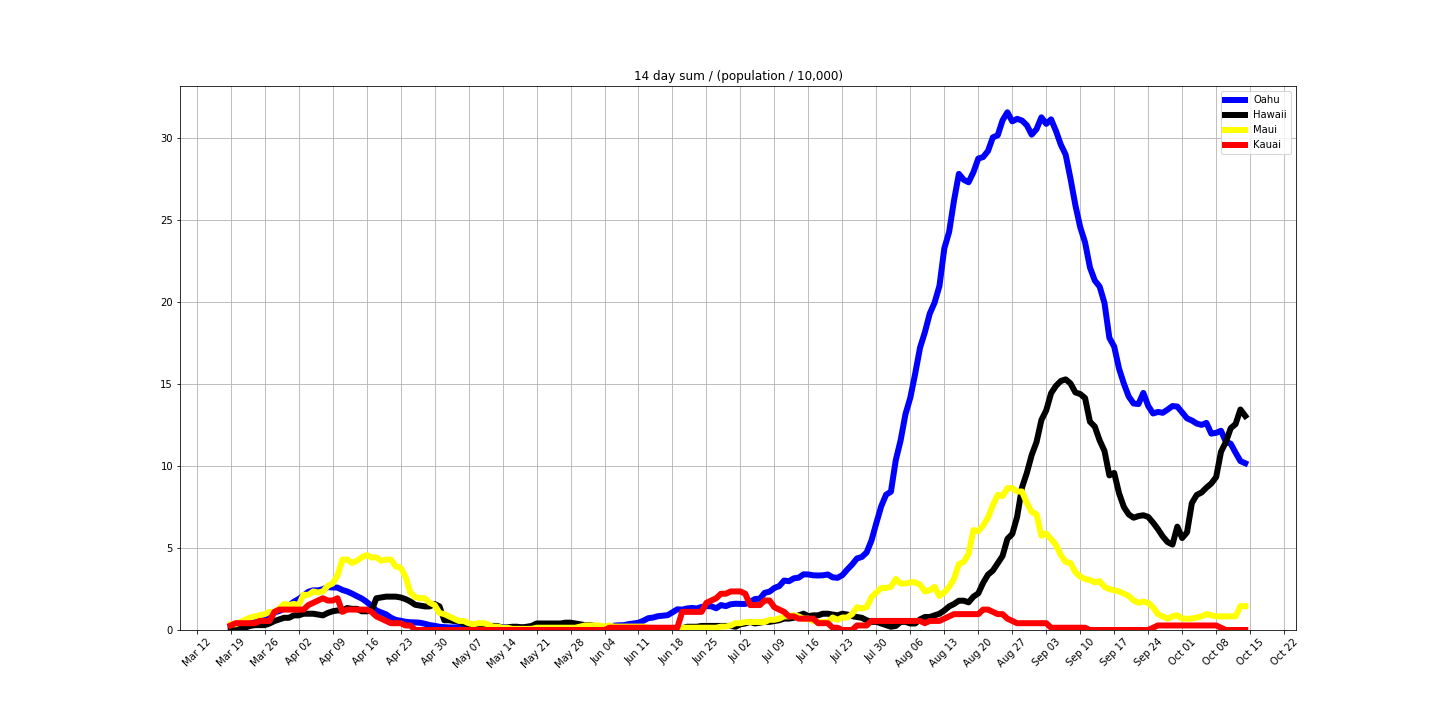 14 day sum / (population / 10,000)
Oahu
Hawaii
Maui
Kauai
30
25
20
15
10
5
0
Mar 12 Mar 19 Mar 26 Apr 02 Apr 09 Apr 16 Apr 23 Apr 30 May 07 May 14 May 21 May 28 Jun 04 Jun 11 Jun 18 Jun 25 Jul 02 Jul 09 Jul 16 Jul 23 Jul 30 Aug 06 Aug 13 Aug 20 Aug 27 Sep 03 Sep 10 Sep 17 Sep 24 Oct 01 Oct 08 Oct 15 Oct 22